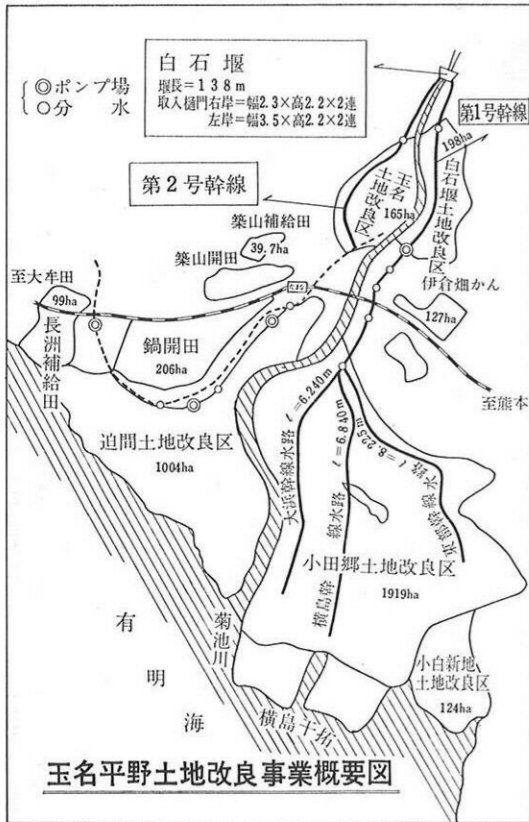 ◎ポンプ場
○分水
白石堰
堰長=138m
取入樋門右岸=幅2.3×高2.2×2連
左岸=幅3.5×高2.2×2連
第1号幹線
198ha
白石堰土地改良区
玉名土地改良区
165ha
第2号幹線
築山補給田
39.7ha
築山開田
伊倉畑かん
127ha
至大牟田
99ha
長洲補給田
鍋開田
206ha
至熊本
迫間土地改良区
1004ha
大浜幹線水路 ℓ=6.240m
横島幹線水路 ℓ=6.840m
東部幹線水路 ℓ=8.225m
小田郷土地改良区
1919ha
菊池川
有明海
横島干拓
小白新地
土地改良区
124ha
玉名平野土地改良事業概要図